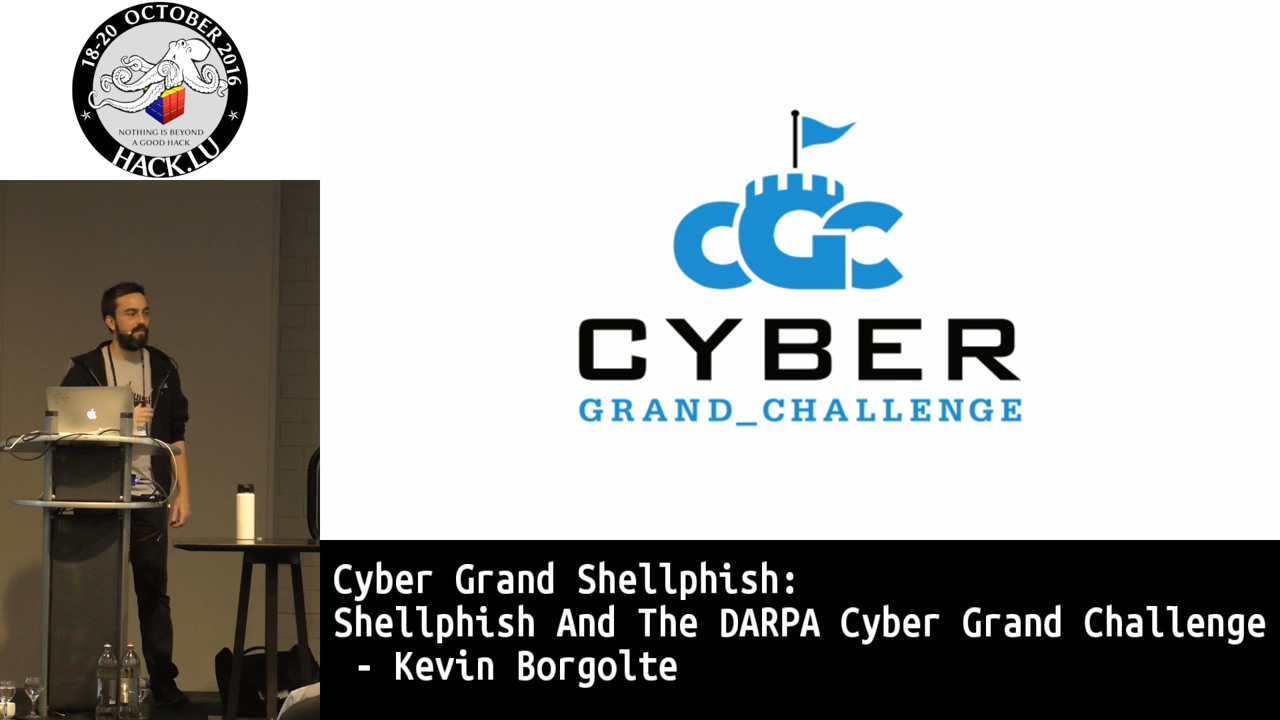 18-20 OCTOBER 2016
NOTHING IS BEYOND
A GOOD HACK
HACK.LU
CGC
CYBER
GRAND_CHALLENGE
Cyber Grand Shellphish:
Shellphish And The DARPA Cyber Grand Challenge
- Kevin Borgolte